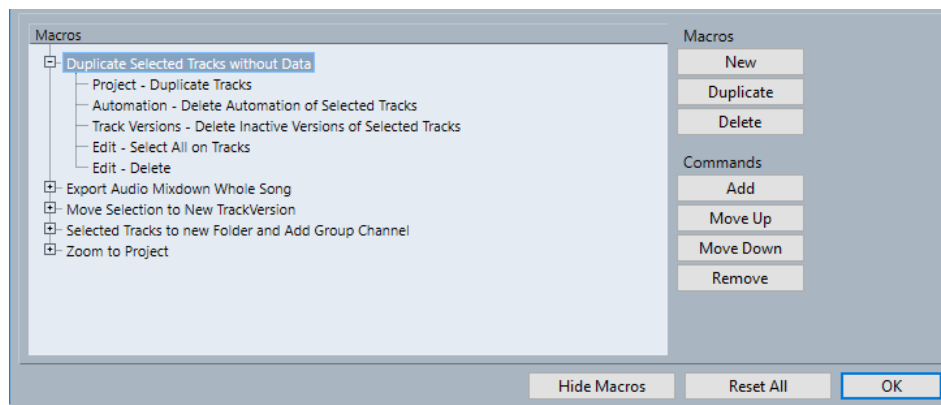 Macros
Duplicate Selected Tracks without Data
Project - Duplicate Tracks
Automation - Delete Automation of Selected Tracks
Track Versions - Delete Inactive Versions of Selected Tracks
Edit - Select All on Tracks
Edit - Delete
Export Audio Mixdown Whole Song
Move Selection to New TrackVersion
Selected Tracks to new Folder and Add Group Channel
Zoom to Project
Macros
New
Duplicate
Delete
Commands
Add
Move Up
Move Down
Remove
Hide Macros
Reset All
OK